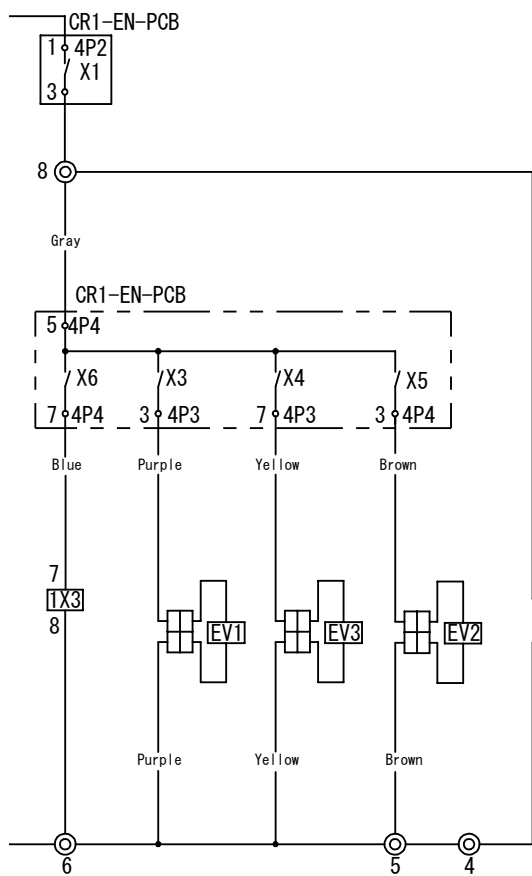 CR1-EN-PCB
1 4P2
X1
3
8
Gray
CR1-EN-PCB
5 4P4
X6 X3 X4 X5
7 4P4 3 4P3 7 4P3 3 4P4
Blue Purple Yellow Brown
7
1X3
8
EV1 EV3 EV2
Purple Yellow Brown
6 5 4